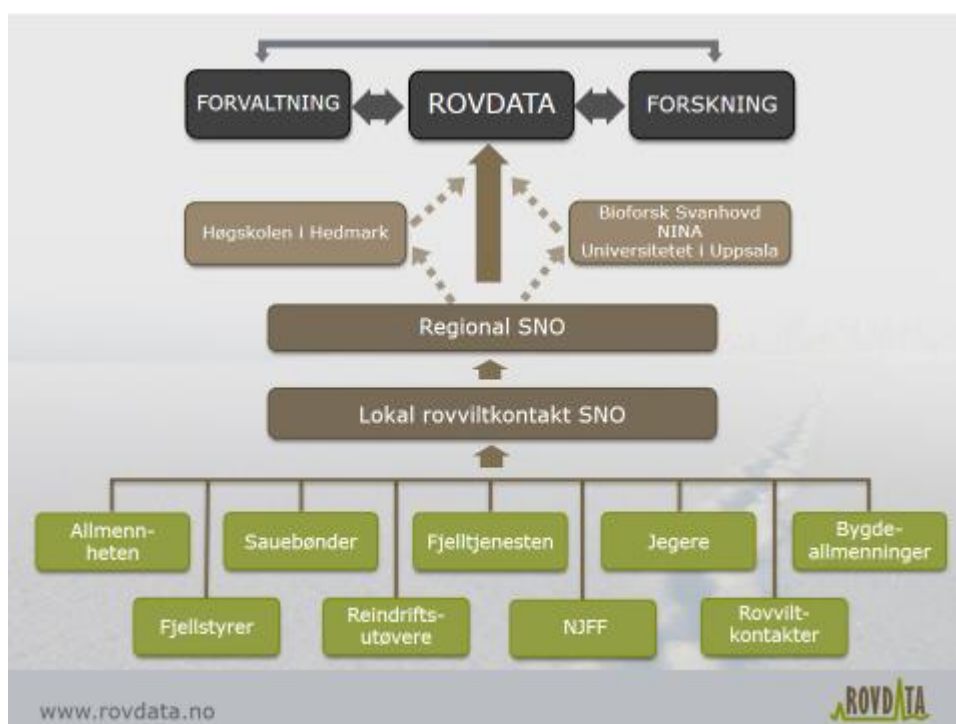 FORVALTNING
ROVDATA
FORSKNING
Høgskolen i Hedmark
Bioforsk Svanhovd
NINA
Universitetet i Uppsala
Regional SNO
Lokal rovviltkontakt SNO
Allmenn-
heten
Sauebønder
Fjelltjenesten
Jegere
Bygde-
allmenninger
Fjellstyrer
Reindrifts-
utøvere
NJFF
Rovvilt-
kontakter
www.rovdata.no
ROVDATA